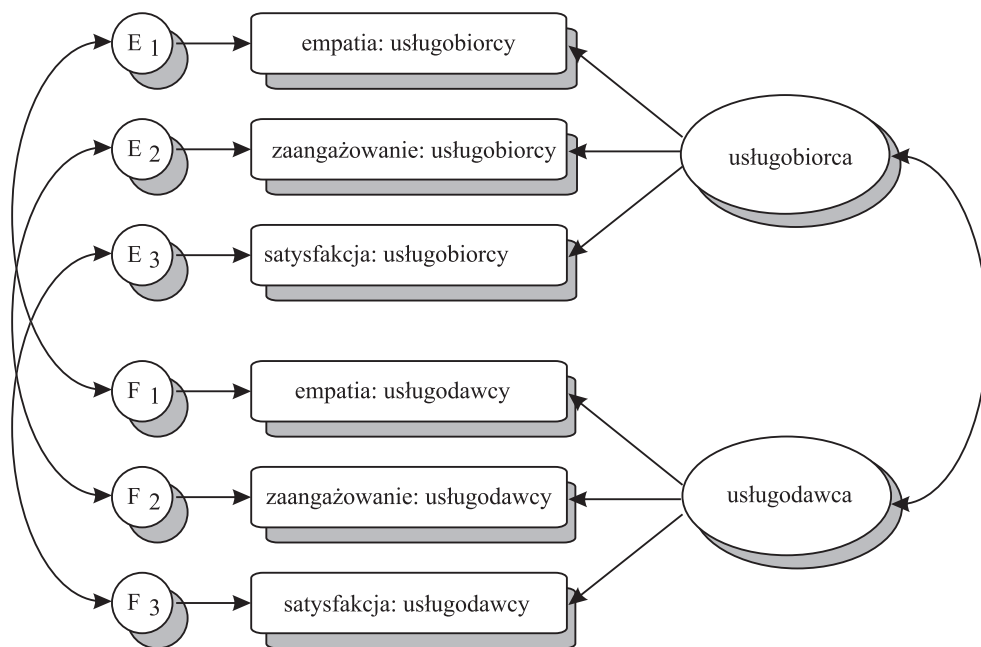 E 1
empatia: usługobiorcy
E 2
zaangażowanie: usługobiorcy
usługobiorca
E 3
satysfakcja: usługobiorcy
F 1
empatia: usługodawcy
F 2
zaangażowanie: usługodawcy
usługodawca
F 3
satysfakcja: usługodawcy